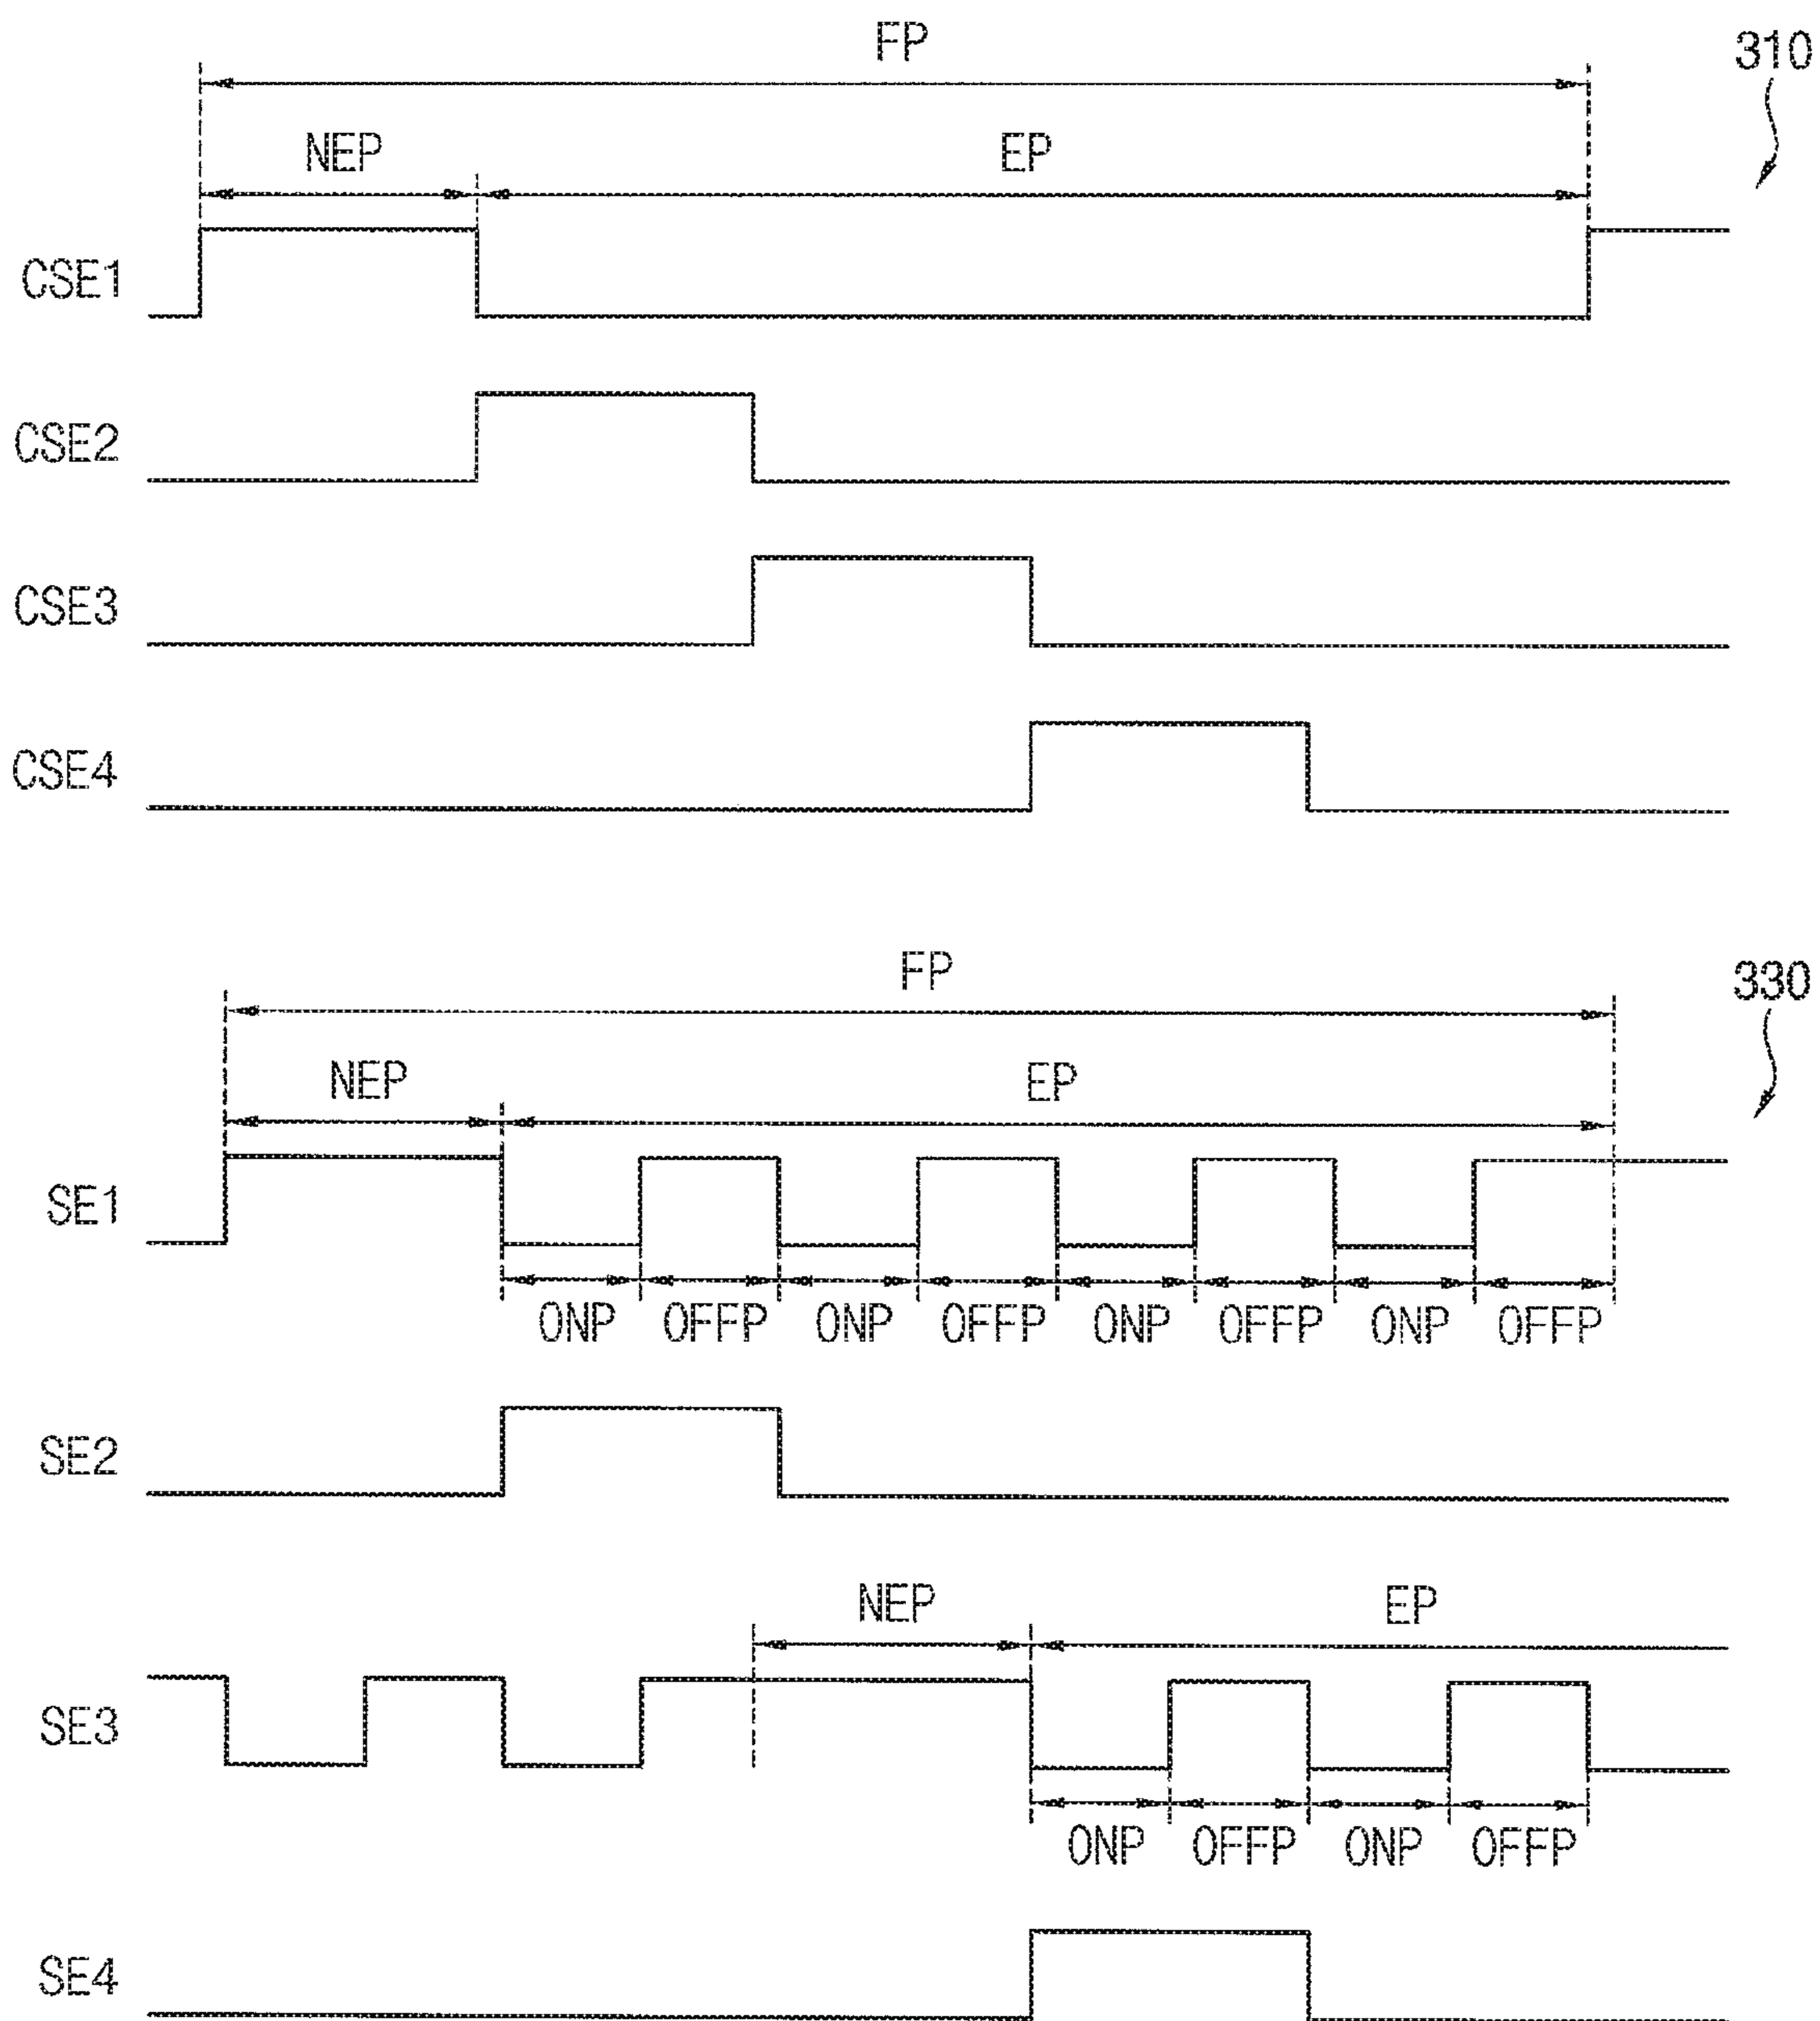 FP
310
NEP EP
CSE1
CSE2
CSE3
CSE4
FP
330
NEP EP
SE1
ONP OFFP ONP OFFP ONP OFFP ONP OFFP
SE2
NEP EP
SE3
ONP OFFP ONP OFFP
SE4